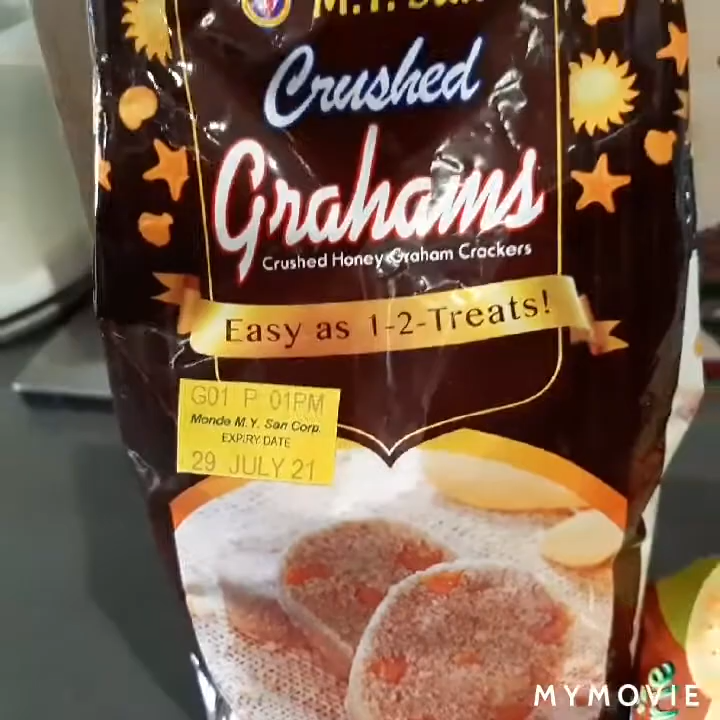 M.Y. San
Crushed
Grahams
Crushed Honey Graham Crackers
Easy as 1-2-Treats!
G01 P 01PM
Monde M.Y. San Corp.
EXPIRY DATE
29 JULY 21
MYMOVIE